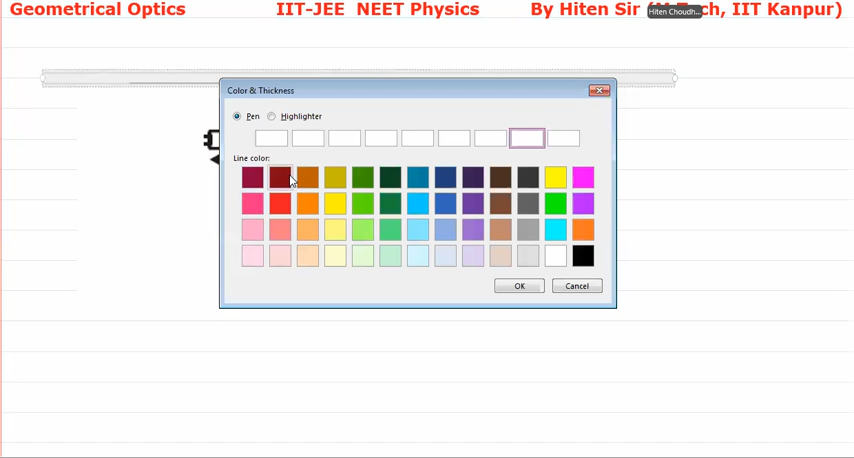 Geometrical Optics IIT-JEE NEET Physics By Hiten Sir ch, IIT Kanpur)
Hiten Choudh...
Color & Thickness
Pen Highlighter
Line color:
OK Cancel